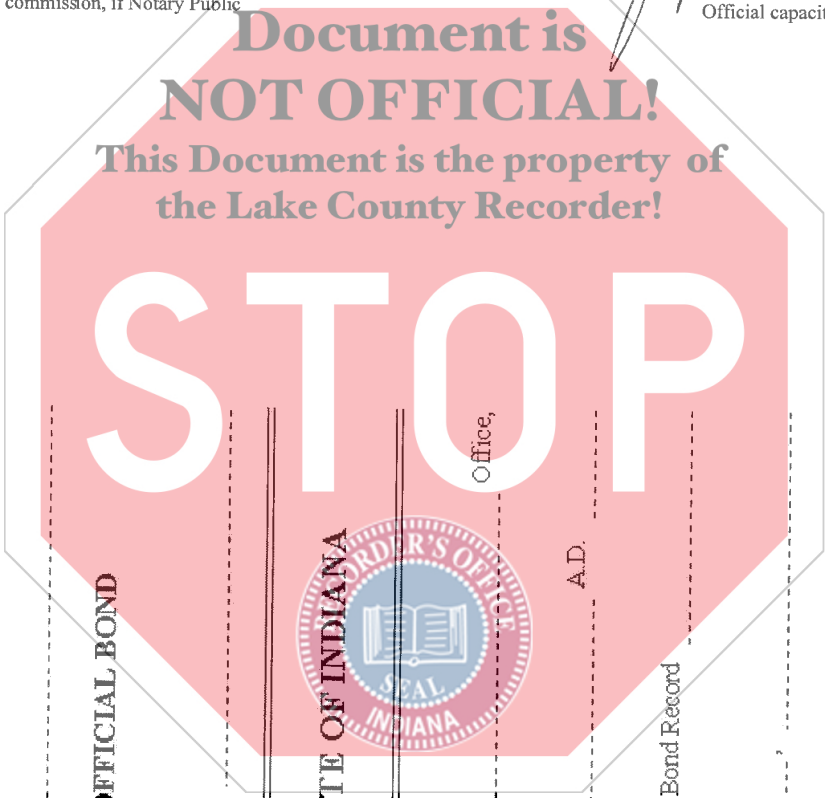 commission, if Notary Public
Official capacit
Document is
NOT OFFICIAL!
This Document is the property of
the Lake County Recorder!
STOP
Office,
A.D.
RECORDER'S OFFICE
SEAL
INDIANA
FFICIAL BOND
TE OF INDIANA
Bond Record
,